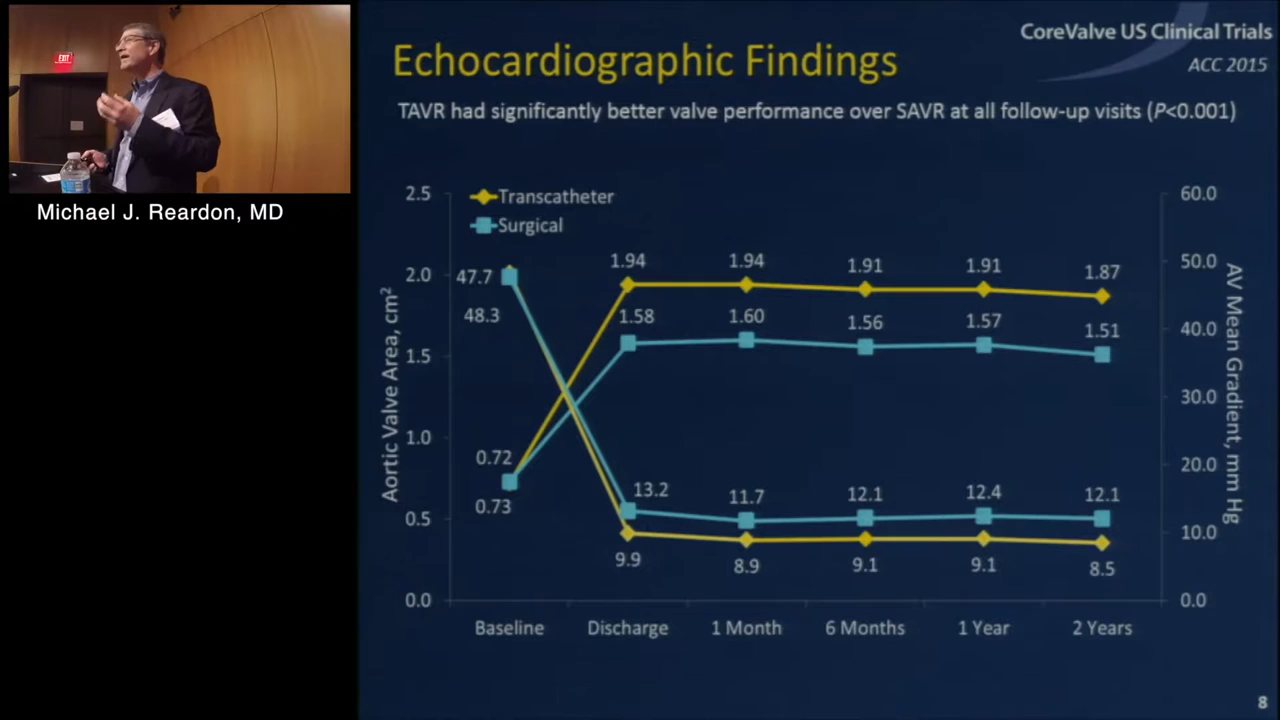 EXIT
Michael J. Reardon, MD
CoreValve US Clinical Trials
ACC 2015
Echocardiographic Findings
TAVR had significantly better valve performance over SAVR at all follow-up visits (P<0.001)
Transcatheter
Surgical
Aortic Valve Area, cm²
2.5
2.0
1.5
1.0
0.5
0.0
47.7
48.3
0.72
0.73
1.94
1.94
1.91
1.91
1.87
1.58
1.60
1.56
1.57
1.51
13.2
11.7
12.1
12.4
12.1
9.9
8.9
9.1
9.1
8.5
60.0
50.0
40.0
30.0
20.0
10.0
0.0
AV Mean Gradient, mm Hg
Baseline
Discharge
1 Month
6 Months
1 Year
2 Years
8